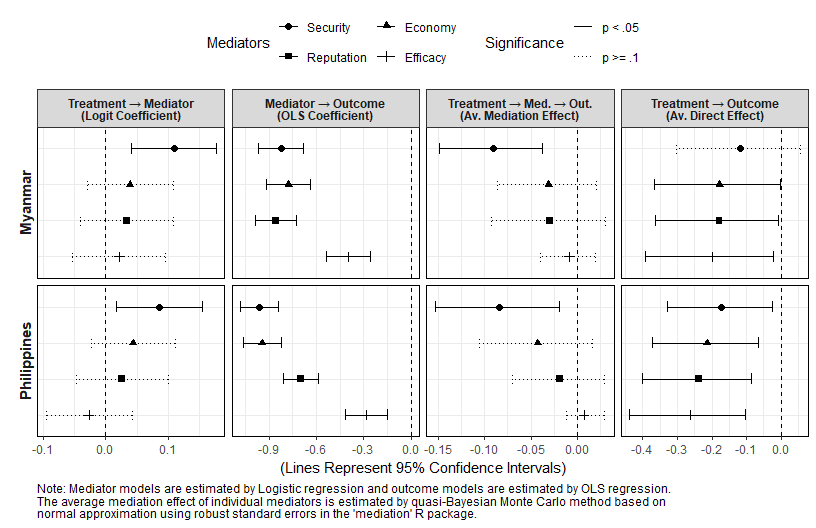 Mediators
Security
Economy
Reputation
Efficacy
Significance
p < .05
p >= .1
Treatment → Mediator
(Logit Coefficient)
Mediator → Outcome
(OLS Coefficient)
Treatment → Med. → Out.
(Av. Mediation Effect)
Treatment → Outcome
(Av. Direct Effect)
Myanmar
Philippines
-0.1 0.0 0.1
-0.9 -0.6 -0.3 0.0
-0.15 -0.10 -0.05 0.00
-0.4 -0.3 -0.2 -0.1 0.0
(Lines Represent 95% Confidence Intervals)
Note: Mediator models are estimated by Logistic regression and outcome models are estimated by OLS regression.
The average mediation effect of individual mediators is estimated by quasi-Bayesian Monte Carlo method based on
normal approximation using robust standard errors in the 'mediation' R package.